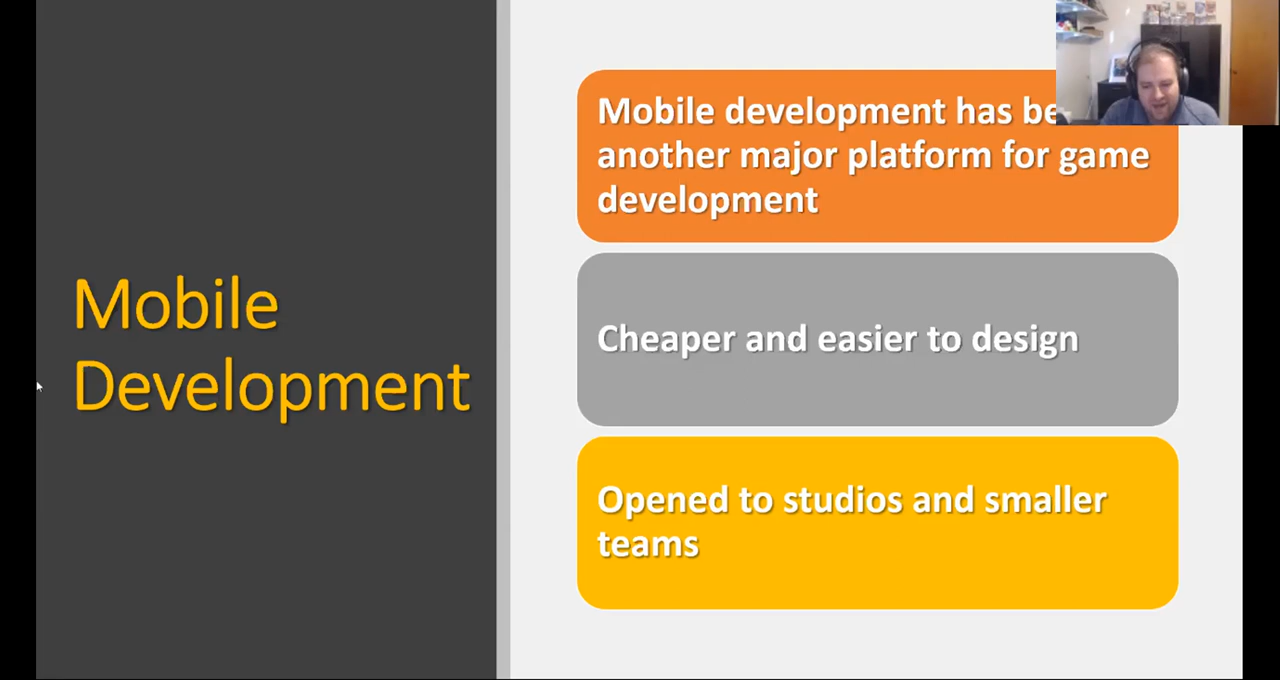 Mobile
Development
Mobile development has
another major platform for game
development
Cheaper and easier to design
Opened to studios and smaller
teams